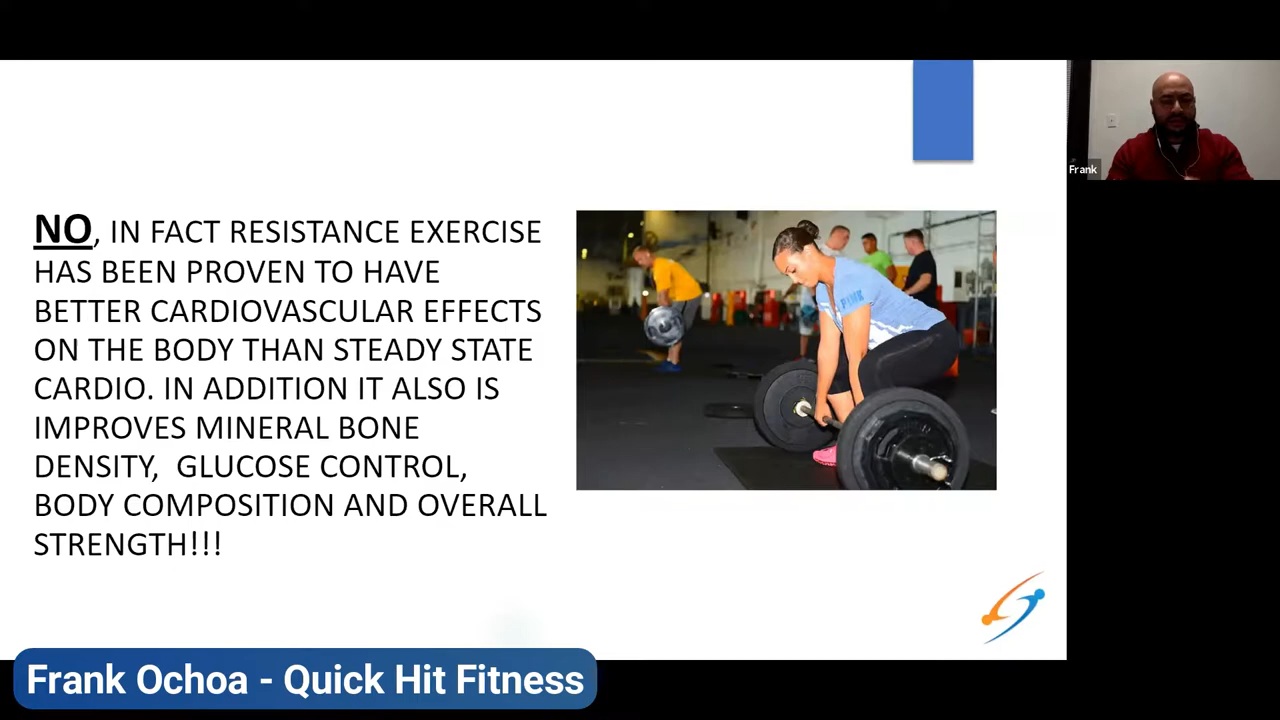 Frank
NO, IN FACT RESISTANCE EXERCISE
HAS BEEN PROVEN TO HAVE
BETTER CARDIOVASCULAR EFFECTS
ON THE BODY THAN STEADY STATE
CARDIO. IN ADDITION IT ALSO IS
IMPROVES MINERAL BONE
DENSITY, GLUCOSE CONTROL,
BODY COMPOSITION AND OVERALL
STRENGTH!!!
PINK
Frank Ochoa - Quick Hit Fitness